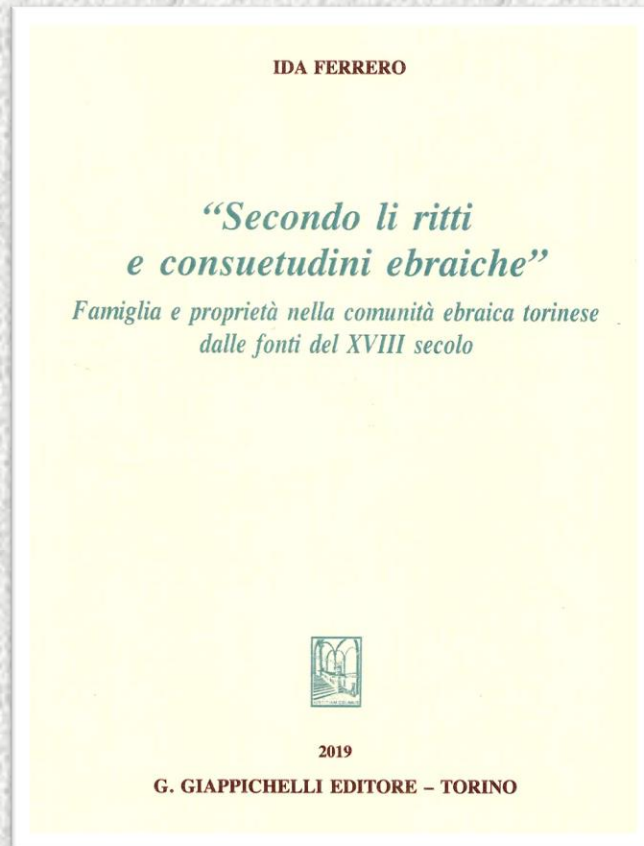 IDA FERRERO
“Secondo li ritti
e consuetudini ebraiche”
Famiglia e proprietà nella comunità ebraica torinese
dalle fonti del XVIII secolo
2019
G. GIAPPICHELLI EDITORE – TORINO